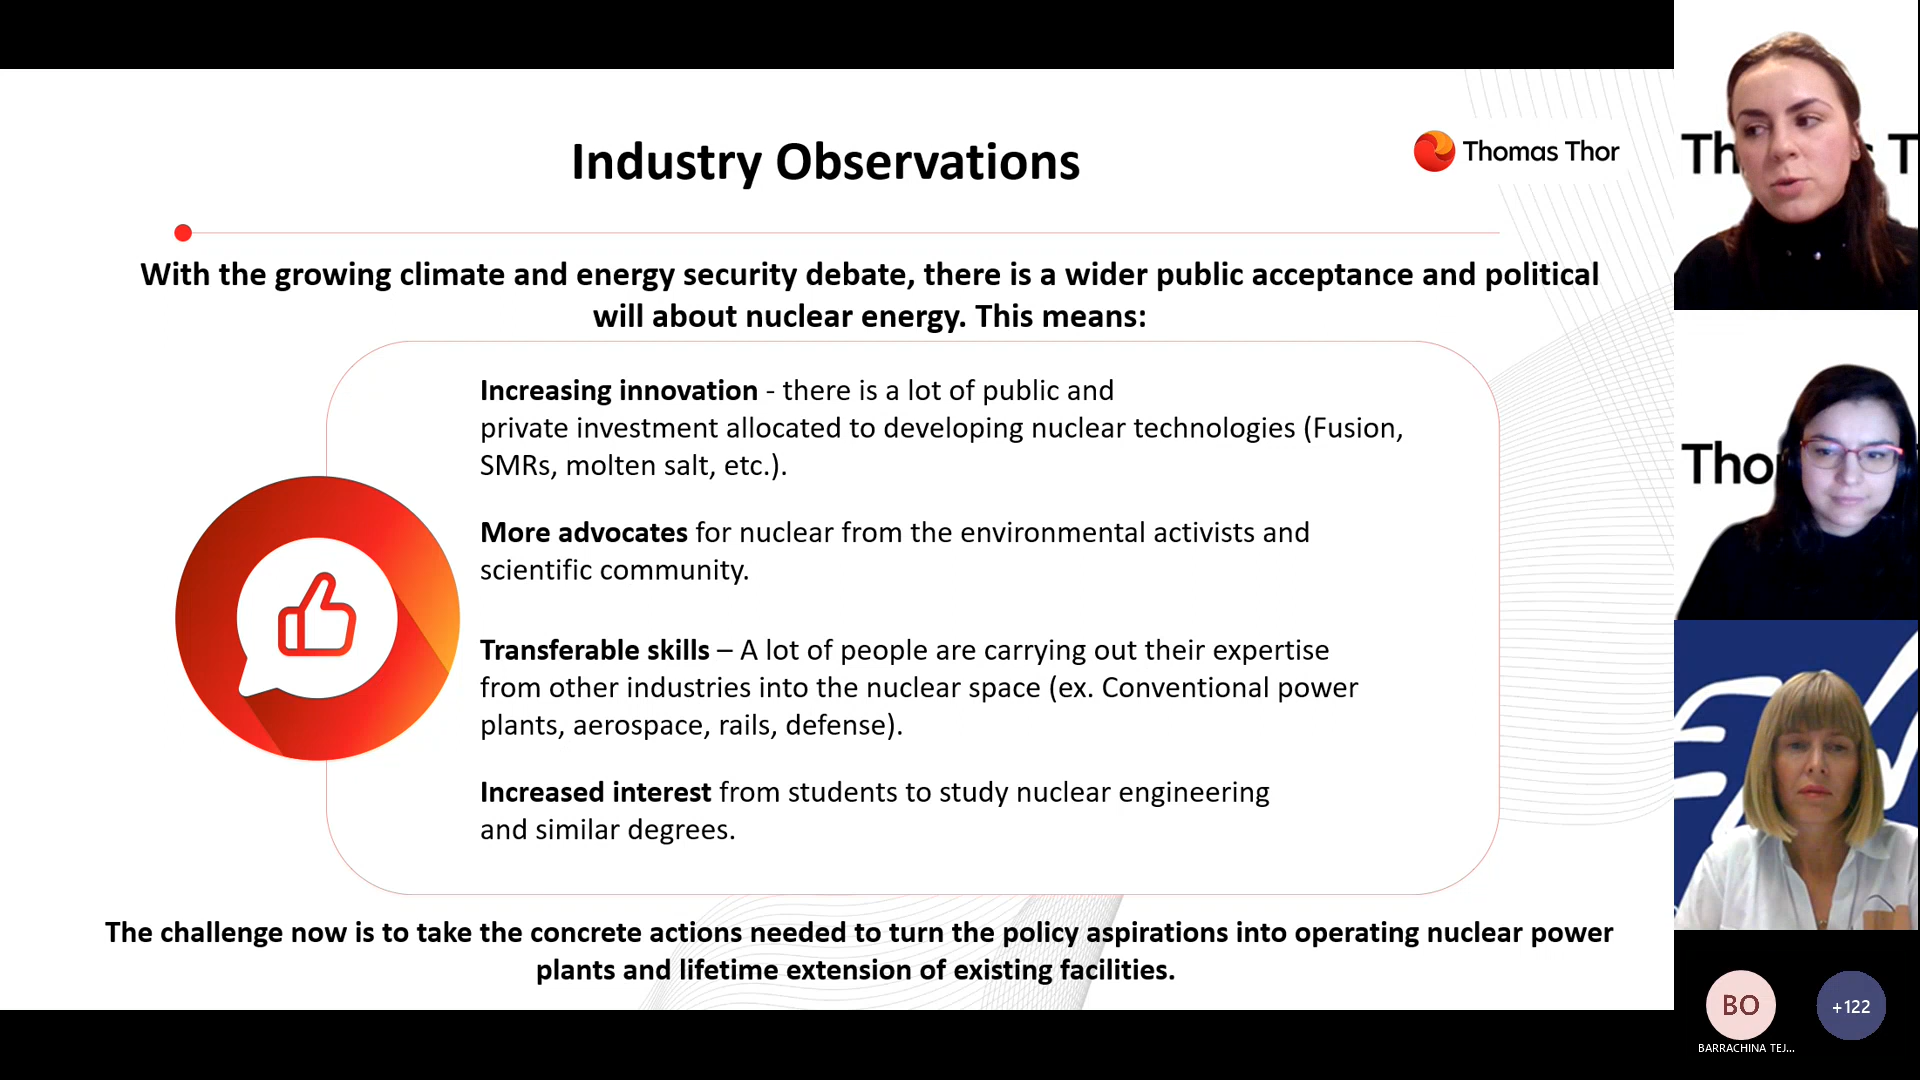 Industry Observations
Thomas Thor
With the growing climate and energy security debate, there is a wider public acceptance and political
will about nuclear energy. This means:
Increasing innovation - there is a lot of public and
private investment allocated to developing nuclear technologies (Fusion,
SMRs, molten salt, etc.).
More advocates for nuclear from the environmental activists and
scientific community.
Transferable skills – A lot of people are carrying out their expertise
from other industries into the nuclear space (ex. Conventional power
plants, aerospace, rails, defense).
Increased interest from students to study nuclear engineering
and similar degrees.
The challenge now is to take the concrete actions needed to turn the policy aspirations into operating nuclear power
plants and lifetime extension of existing facilities.
Th T
Tho
BO
+122
BARRACHINA TEJ...